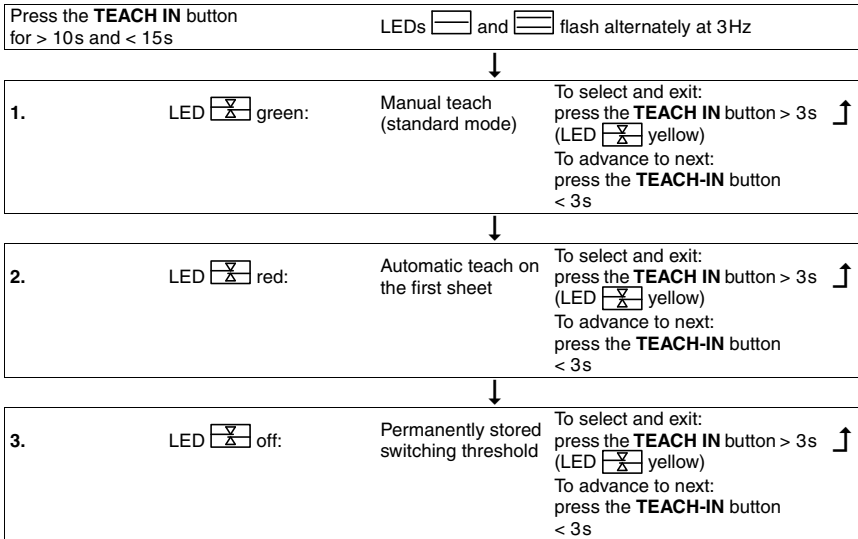 Press the TEACH IN button
for > 10s and < 15s
LEDs and flash alternately at 3Hz
1.
LED green:
Manual teach
(standard mode)
To select and exit:
press the TEACH IN button > 3s
(LED yellow)
To advance to next:
press the TEACH-IN button
< 3s
2.
LED red:
Automatic teach on
the first sheet
To select and exit:
press the TEACH IN button > 3s
(LED yellow)
To advance to next:
press the TEACH-IN button
< 3s
3.
LED off:
Permanently stored
switching threshold
To select and exit:
press the TEACH IN button > 3s
(LED yellow)
To advance to next:
press the TEACH-IN button
< 3s